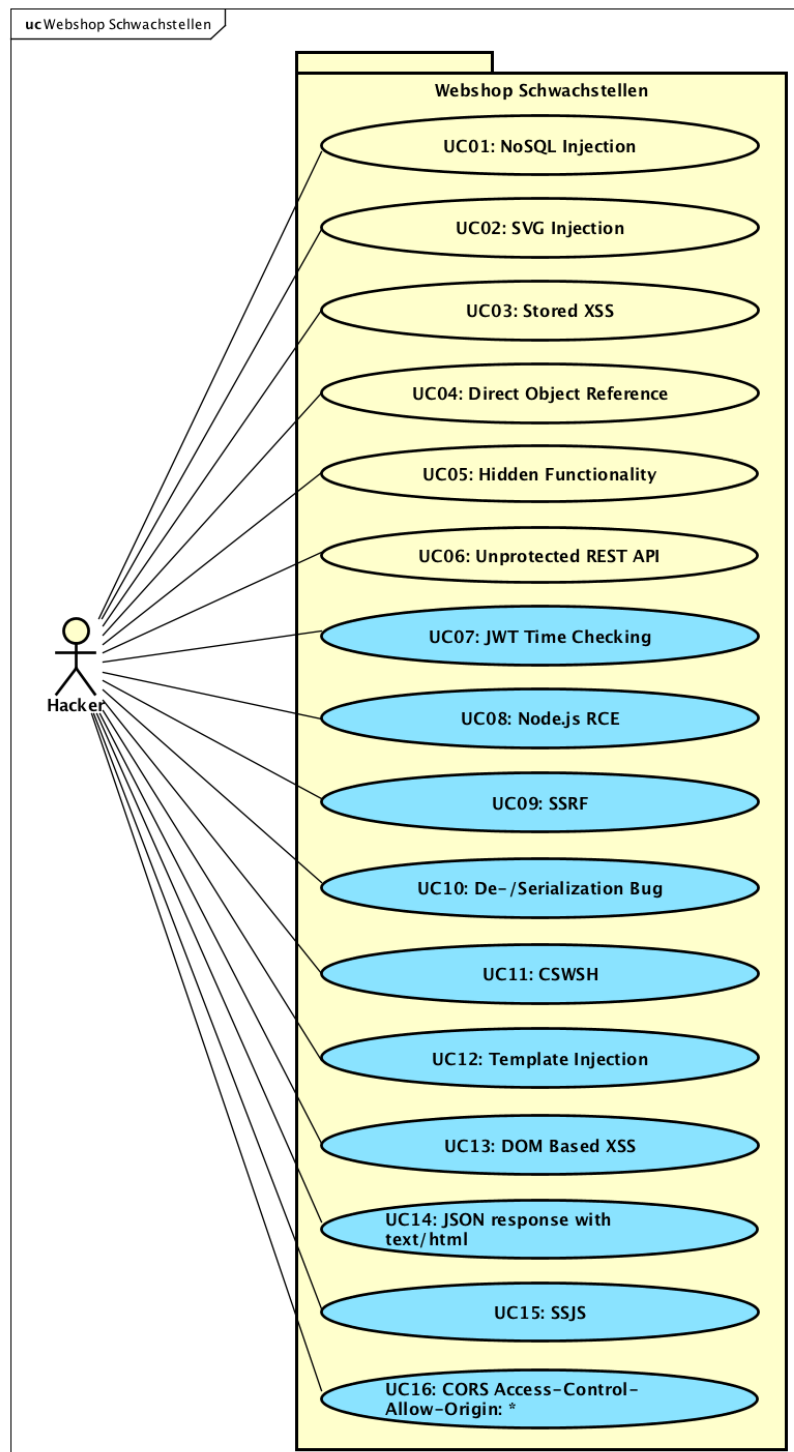 uc Webshop Schwachstellen
Webshop Schwachstellen
UC01: NoSQL Injection
UC02: SVG Injection
UC03: Stored XSS
UC04: Direct Object Reference
UC05: Hidden Functionality
UC06: Unprotected REST API
UC07: JWT Time Checking
Hacker
UC08: Node.js RCE
UC09: SSRF
UC10: De-/Serialization Bug
UC11: CSWSH
UC12: Template Injection
UC13: DOM Based XSS
UC14: JSON response with
text/html
UC15: SSJS
UC16: CORS Access-Control-
Allow-Origin: *